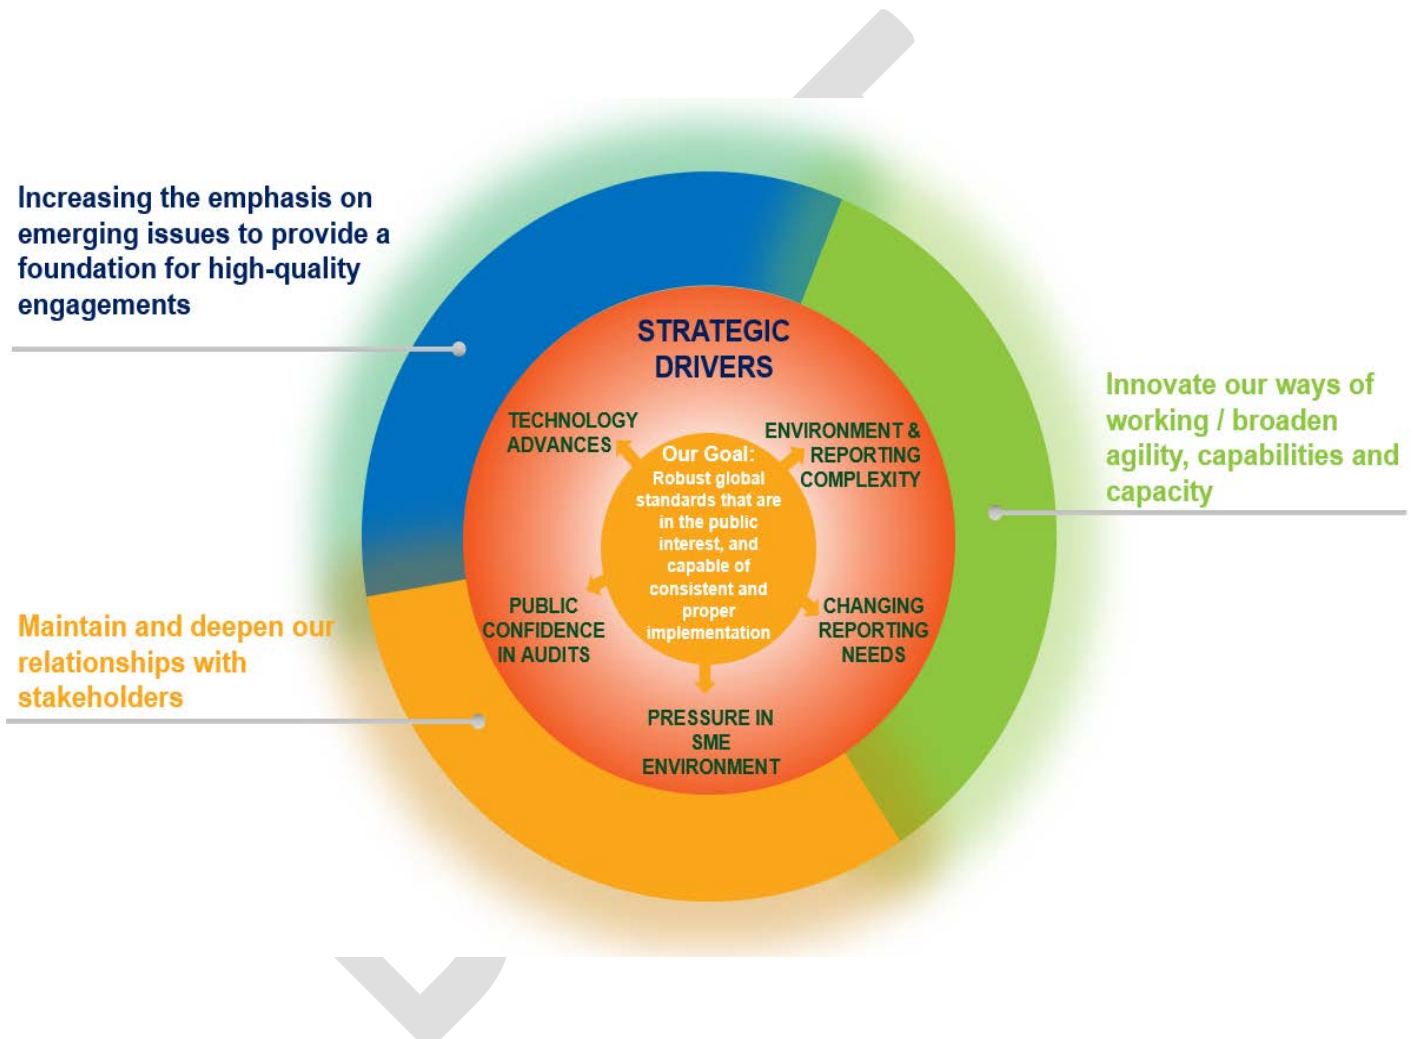 Increasing the emphasis on
emerging issues to provide a
foundation for high-quality
engagements
STRATEGIC
DRIVERS
TECHNOLOGY
ADVANCES
ENVIRONMENT &
REPORTING
COMPLEXITY
Our Goal:
Robust global
standards that are
in the public
interest, and
capable of
consistent and
proper
implementation
PUBLIC
CONFIDENCE
IN AUDITS
CHANGING
REPORTING
NEEDS
PRESSURE IN
SME
ENVIRONMENT
Innovate our ways of
working / broaden
agility, capabilities and
capacity
Maintain and deepen our
relationships with
stakeholders